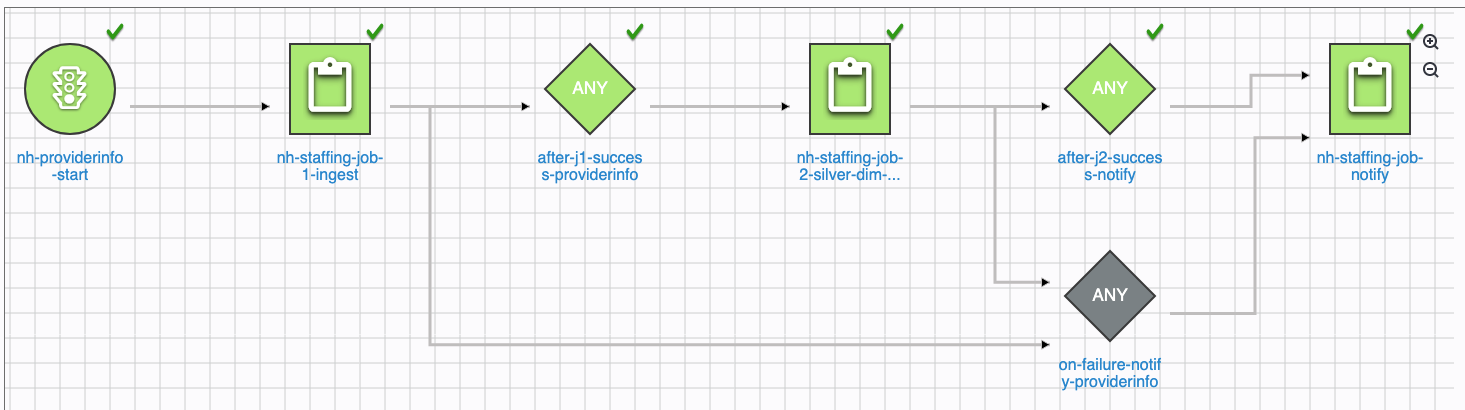 ANY
ANY
nh-providerinfo
-start
nh-staffing-job-
1-ingest
after-j1-succes
s-providerinfo
nh-staffing-job-
2-silver-dim-...
after-j2-succes
s-notify
nh-staffing-job-
notify
ANY
on-failure-notif
y-providerinfo